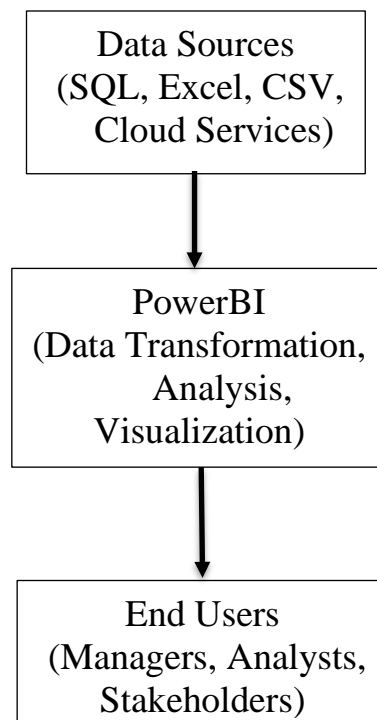 Data Sources
(SQL, Excel, CSV,
Cloud Services)
PowerBI
(Data Transformation,
Analysis,
Visualization)
End Users
(Managers, Analysts,
Stakeholders)